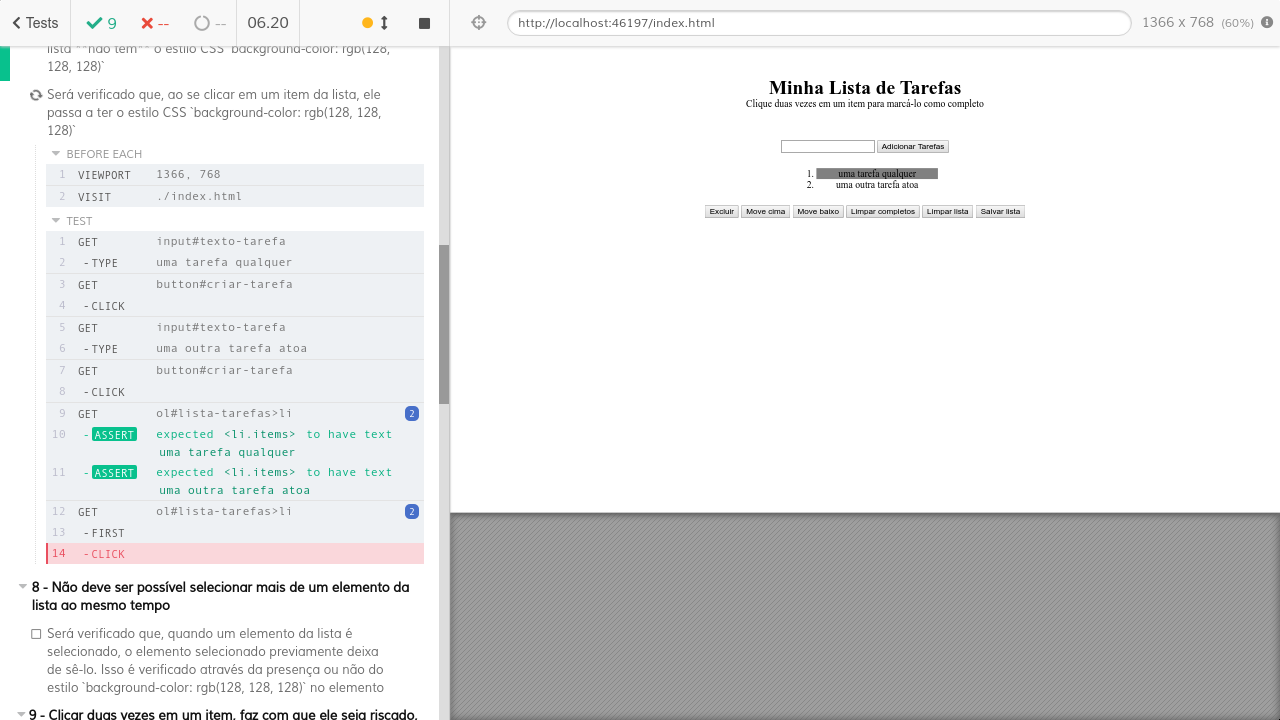 Tests 9 -- -- 06.20
http://localhost:46197/index.html 1366 x 768 (60%)
lista **não tem** o estilo CSS `background-color: rgb(128,
128, 128)`
Será verificado que, ao se clicar em um item da lista, ele
passa a ter o estilo CSS `background-color: rgb(128, 128,
128)`
BEFORE EACH
1 VIEWPORT 1366, 768
2 VISIT ./index.html
TEST
1 GET input#texto-tarefa
2 -TYPE uma tarefa qualquer
3 GET button#criar-tarefa
4 -CLICK
5 GET input#texto-tarefa
6 -TYPE uma outra tarefa atoa
7 GET button#criar-tarefa
8 -CLICK
9 GET ol#lista-tarefas>li 2
10 -ASSERT expected <li.items> to have text
uma tarefa qualquer
11 -ASSERT expected <li.items> to have text
uma outra tarefa atoa
12 GET ol#lista-tarefas>li 2
13 -FIRST
14 -CLICK
8 - Não deve ser possível selecionar mais de um elemento da
lista ao mesmo tempo
Será verificado que, quando um elemento da lista é
selecionado, o elemento selecionado previamente deixa
de sê-lo. Isso é verificado através da presença ou não do
estilo `background-color: rgb(128, 128, 128)` no elemento
9 - Clicar duas vezes em um item, faz com que ele seja riscado,
Minha Lista de Tarefas
Clique duas vezes em um item para marcá-lo como completo
Adicionar Tarefas
1. uma tarefa qualquer
2. uma outra tarefa atoa
Excluir Move cima Move baixo Limpar completos Limpar lista Salvar lista